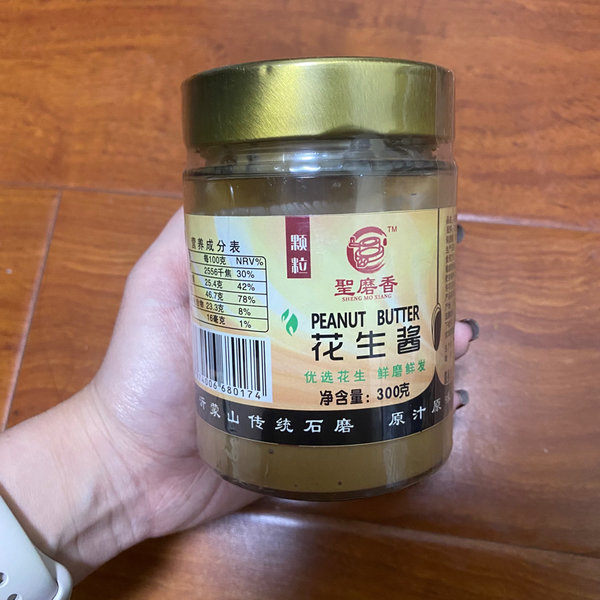 营养成分表
每100克 NRV%
2556千焦 30%
25.4克 42%
46.7克 78%
23.3克 8%
16毫克 1%
4006680174
颗粒
TM
聖磨香
SHENG MO XIANG
PEANUT BUTTER
花生酱
优选花生 鲜磨鲜发
净含量：300克
沂蒙山传统石磨 原汁原